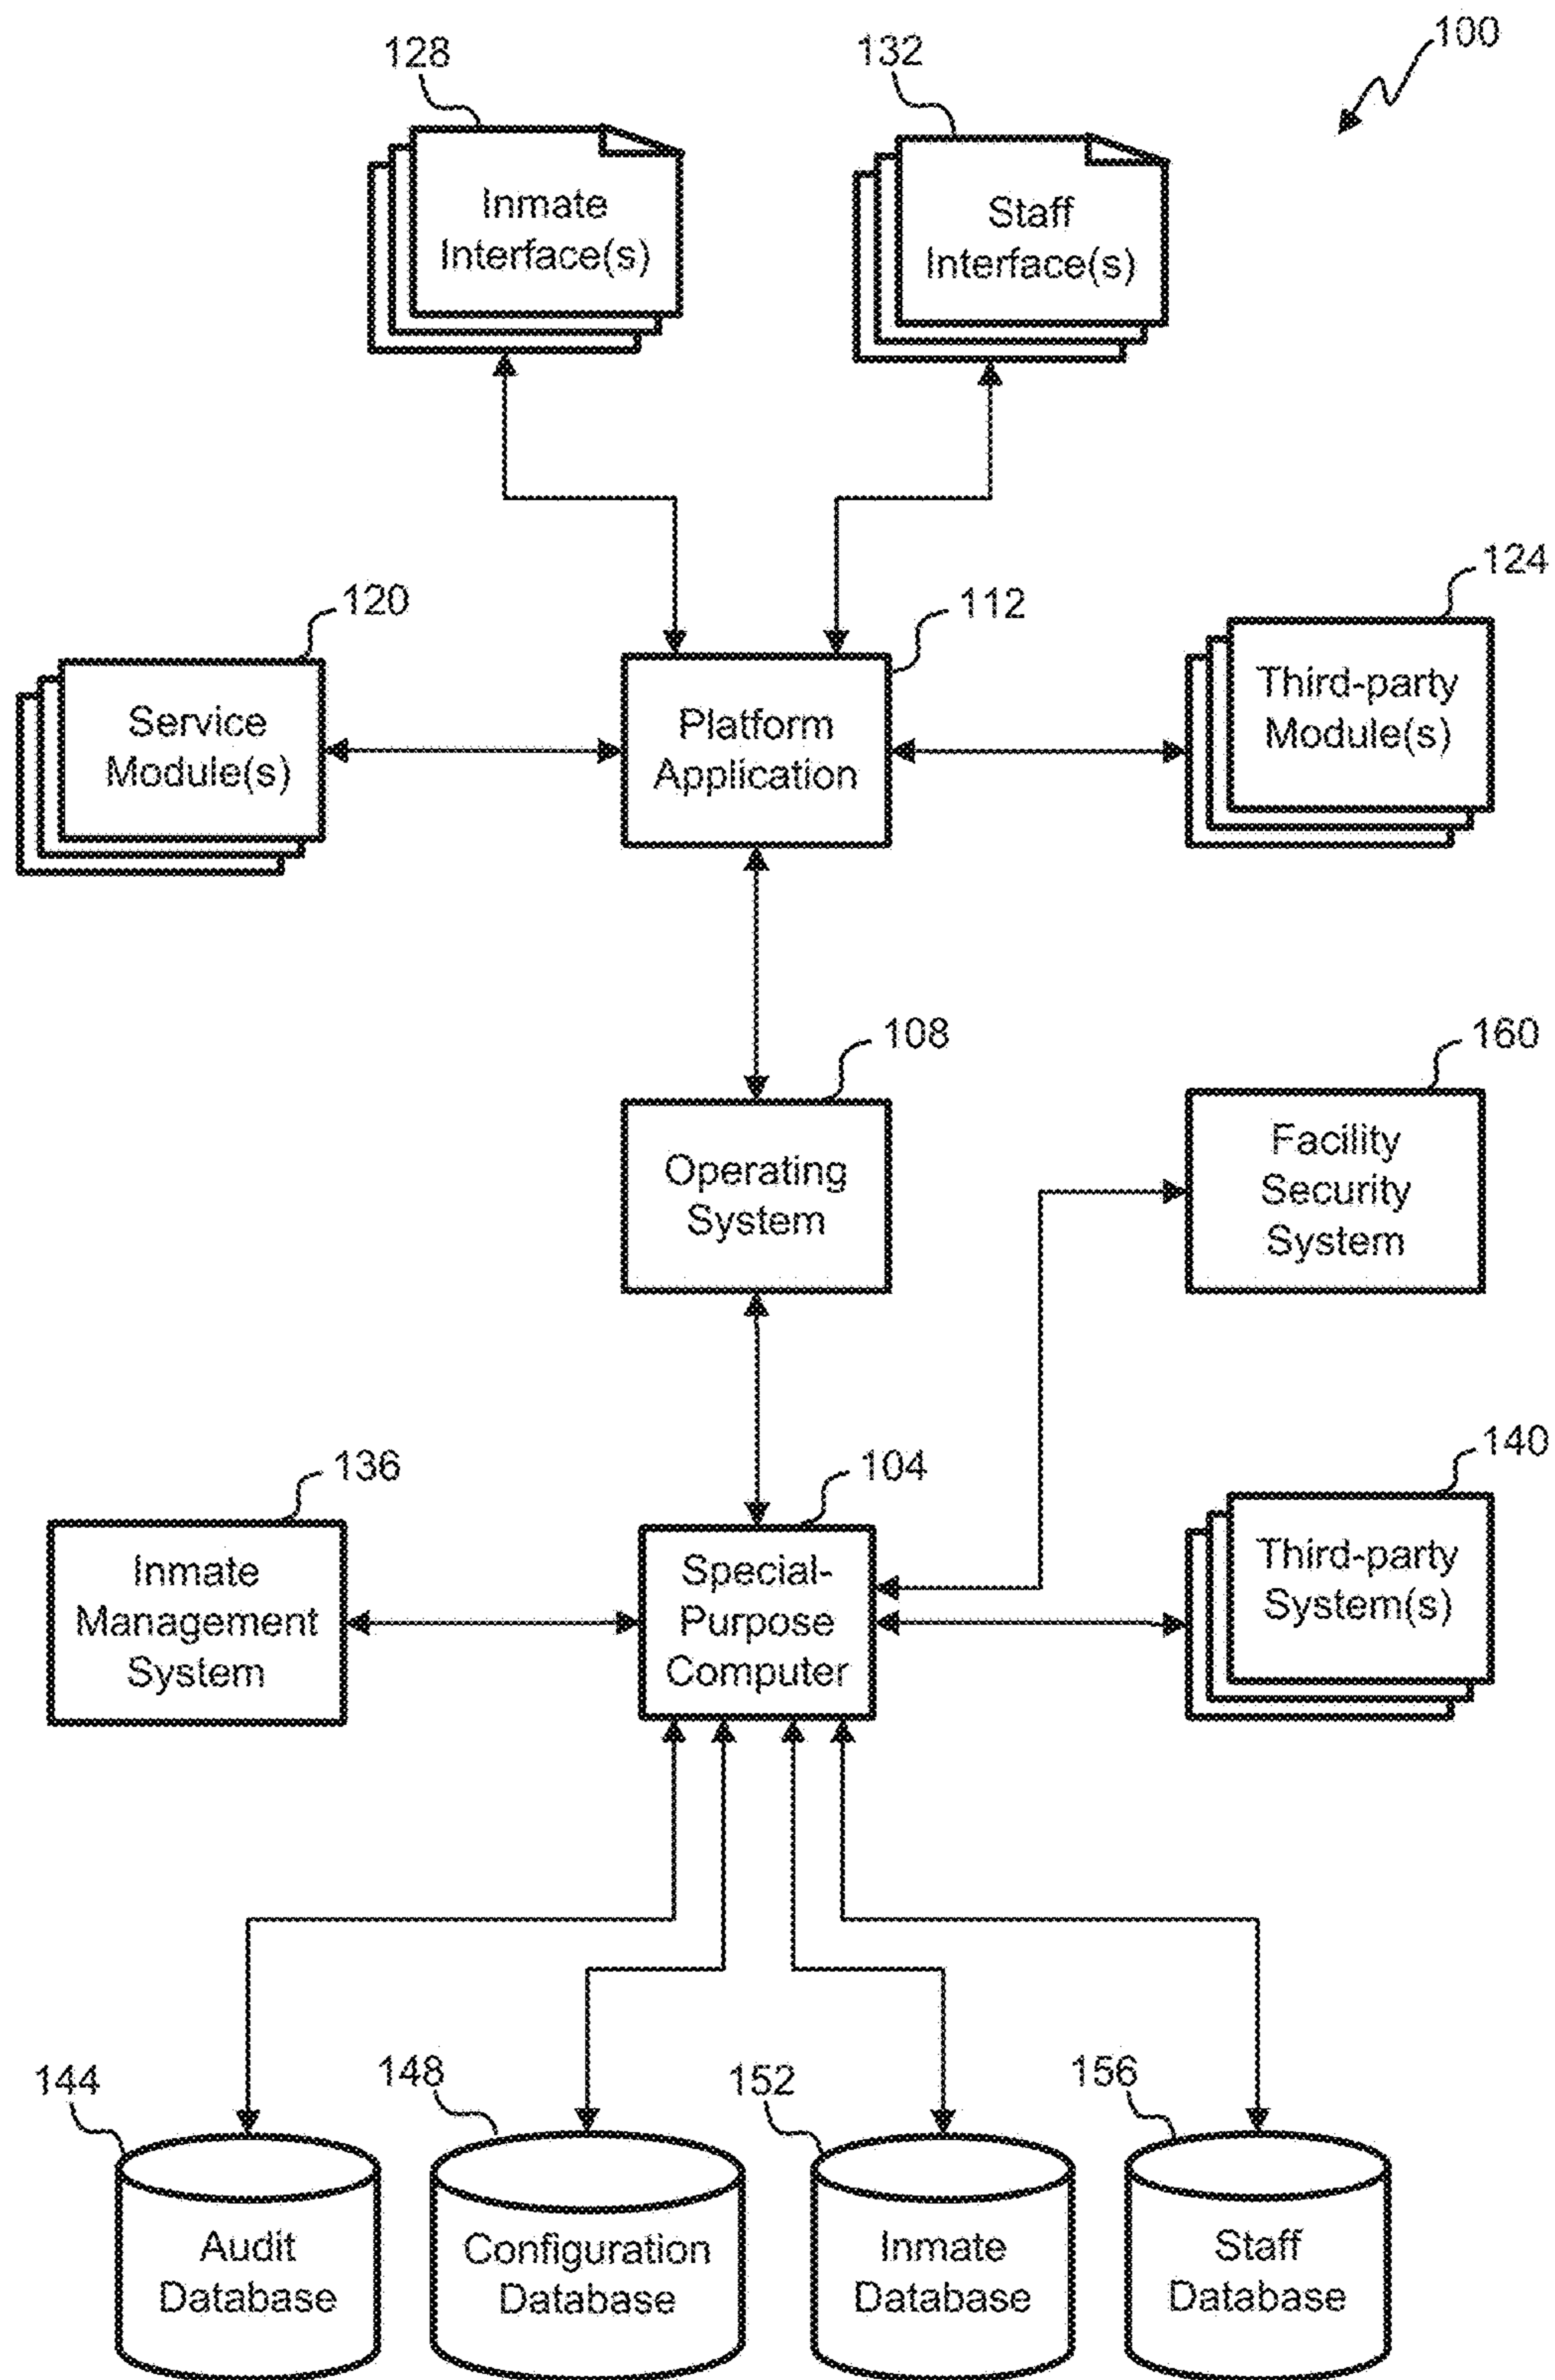 100
128
132
Inmate
Interface(s)
Staff
Interface(s)
120
112
124
Service
Module(s)
Platform
Application
Third-party
Module(s)
108
160
Operating
System
Facility
Security
System
136
104
140
Inmate
Management
System
Special-
Purpose
Computer
Third-party
System(s)
144
148
152
156
Audit
Database
Configuration
Database
Inmate
Database
Staff
Database